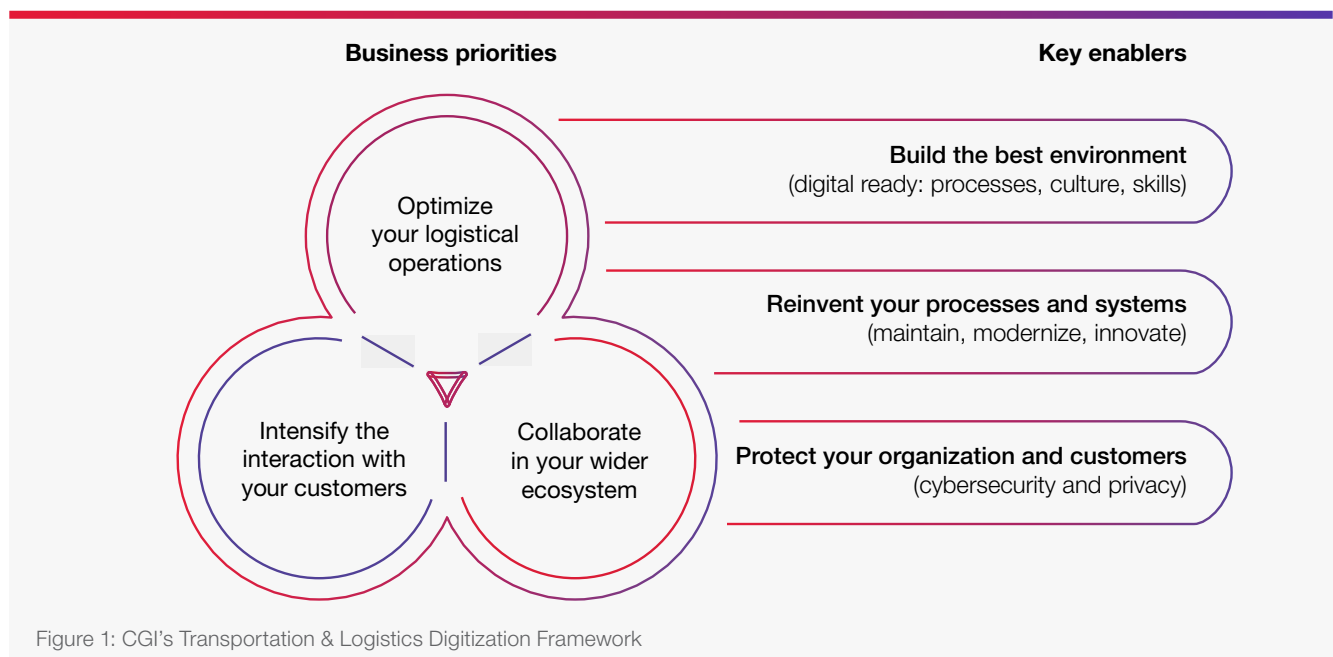 Business priorities
Key enablers
Optimize
your logistical
operations
Intensify the
interaction with
your customers
Collaborate
in your wider
ecosystem
Build the best environment
(digital ready: processes, culture, skills)
Reinvent your processes and systems
(maintain, modernize, innovate)
Protect your organization and customers
(cybersecurity and privacy)
Figure 1: CGI's Transportation & Logistics Digitization Framework